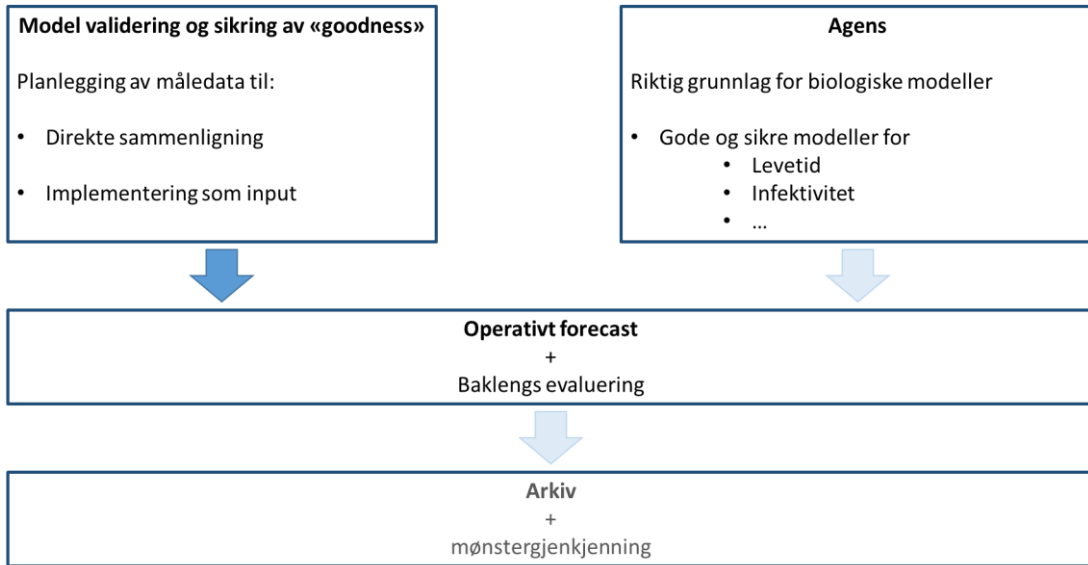 Model validering og sikring av «goodness»
Planlegging av måledata til:
• Direkte sammenligning
• Implementering som input
Agens
Riktig grunnlag for biologiske modeller
• Gode og sikre modeller for
• Levetid
• Infektivitet
• ...
Operativt forecast
+
Baklengs evaluering
Arkiv
+
mønstergjenkjenning